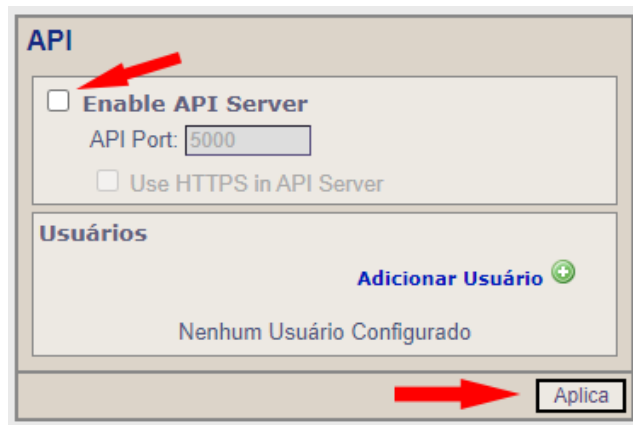 API
Enable API Server
API Port: 5000
Use HTTPS in API Server
Usuários
Adicionar Usuário
Nenhum Usuário Configurado
Aplica